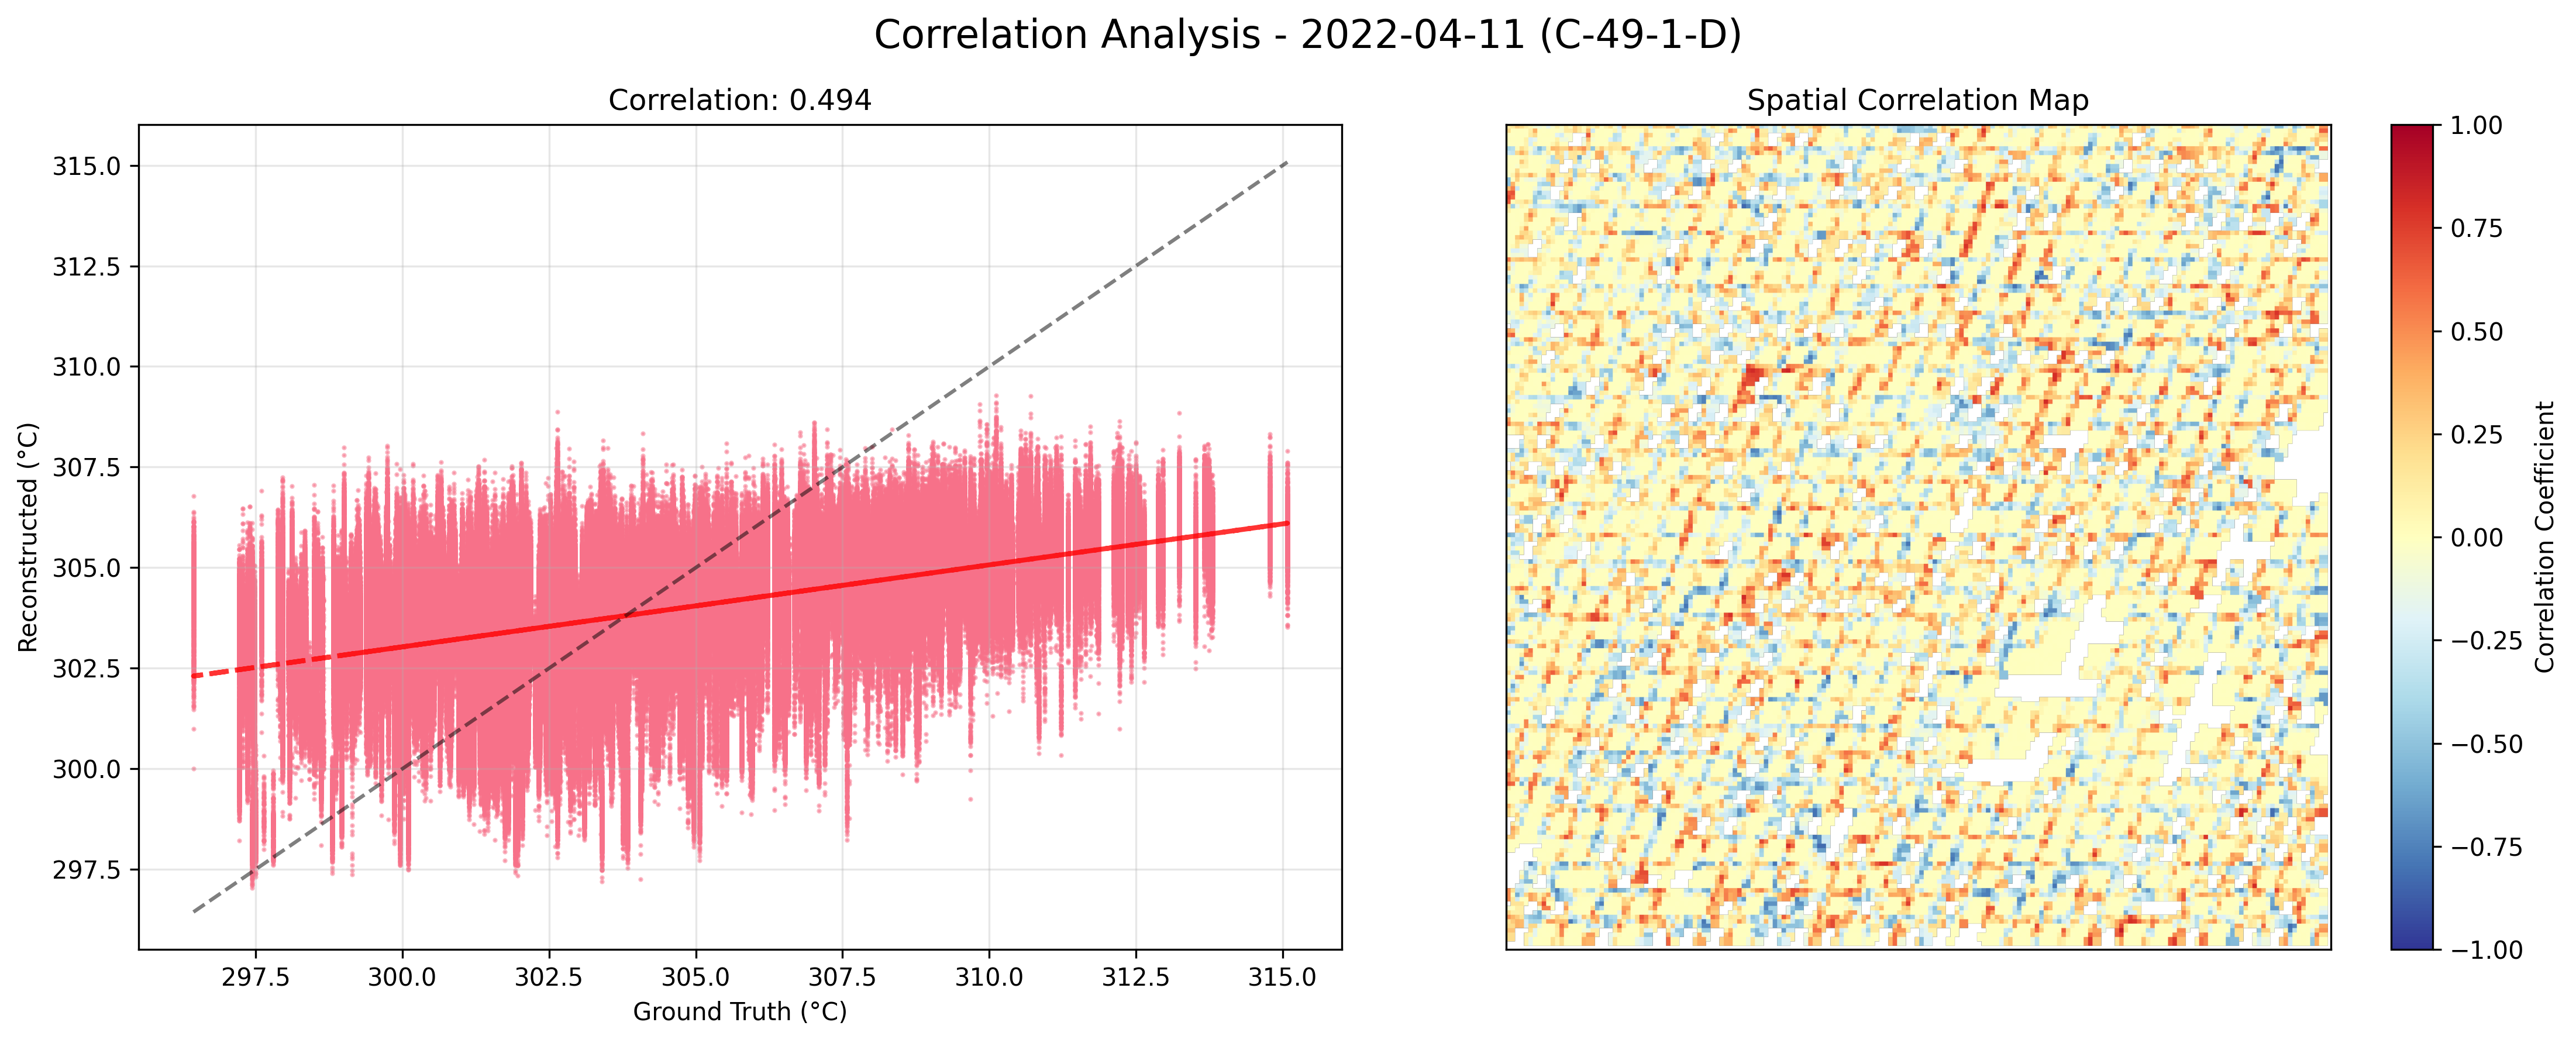 Correlation Analysis - 2022-04-11 (C-49-1-D)
Correlation: 0.494
315.0
312.5
310.0
307.5
305.0
302.5
300.0
297.5
Reconstructed (°C)
297.5 300.0 302.5 305.0 307.5 310.0 312.5 315.0
Ground Truth (°C)
Spatial Correlation Map
1.00
0.75
0.50
0.25
0.00
−0.25
−0.50
−0.75
−1.00
Correlation Coefficient